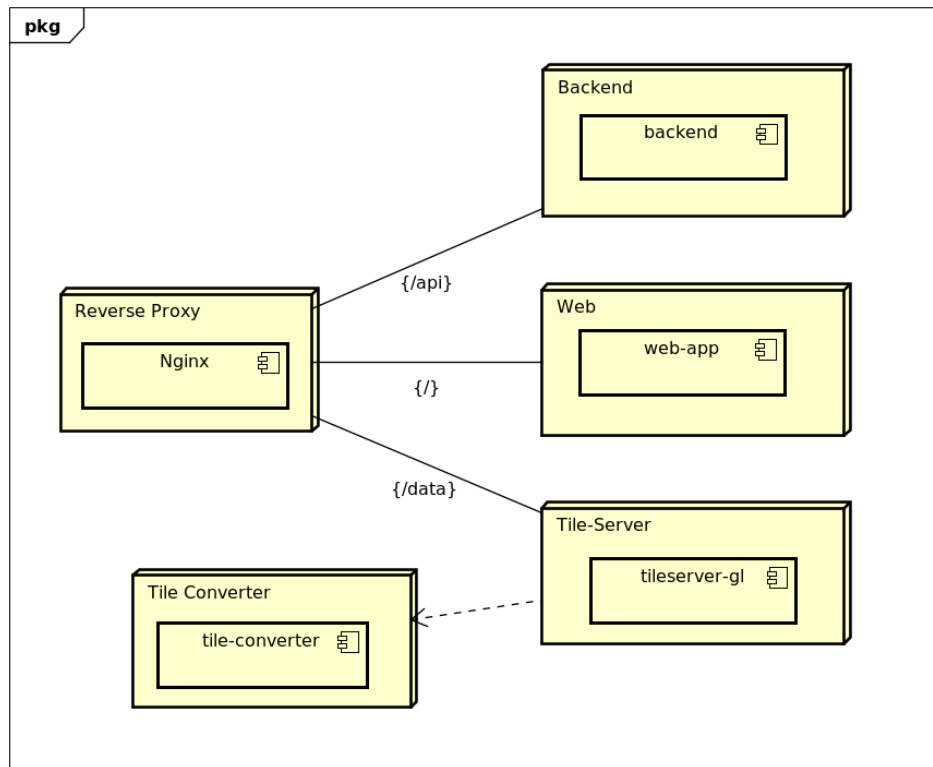 pkg
Backend
backend
{/api}
Reverse Proxy
Nginx
Web
web-app
{/}
{/data}
Tile-Server
tileserver-gl
Tile Converter
tile-converter